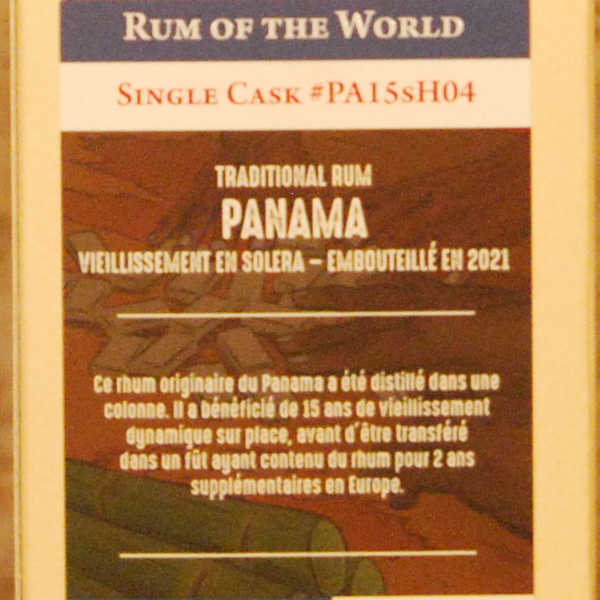 RUM OF THE WORLD
SINGLE CASK #PA15SH04
TRADITIONAL RUM
PANAMA
VIEILLISSEMENT EN SOLERA – EMBOUTEILLÉ EN 2021
Ce rhum originaire du Panama a été distillé dans une
colonne. Il a bénéficié de 15 ans de vieillissement
dynamique sur place, avant d'être transféré
dans un fût ayant contenu du rhum pour 2 ans
supplémentaires en Europe.